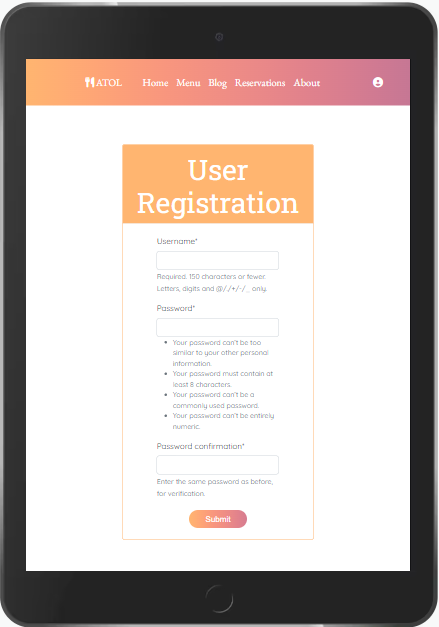 ATOL Home Menu Blog Reservations About
User
Registration
Username*
Required. 150 characters or fewer.
Letters, digits and @/./+/-/_ only.
Password*
Your password can't be too
similar to your other personal
information.
Your password must contain at
least 8 characters.
Your password can't be a
commonly used password.
Your password can't be entirely
numeric.
Password confirmation*
Enter the same password as before,
for verification.
Submit